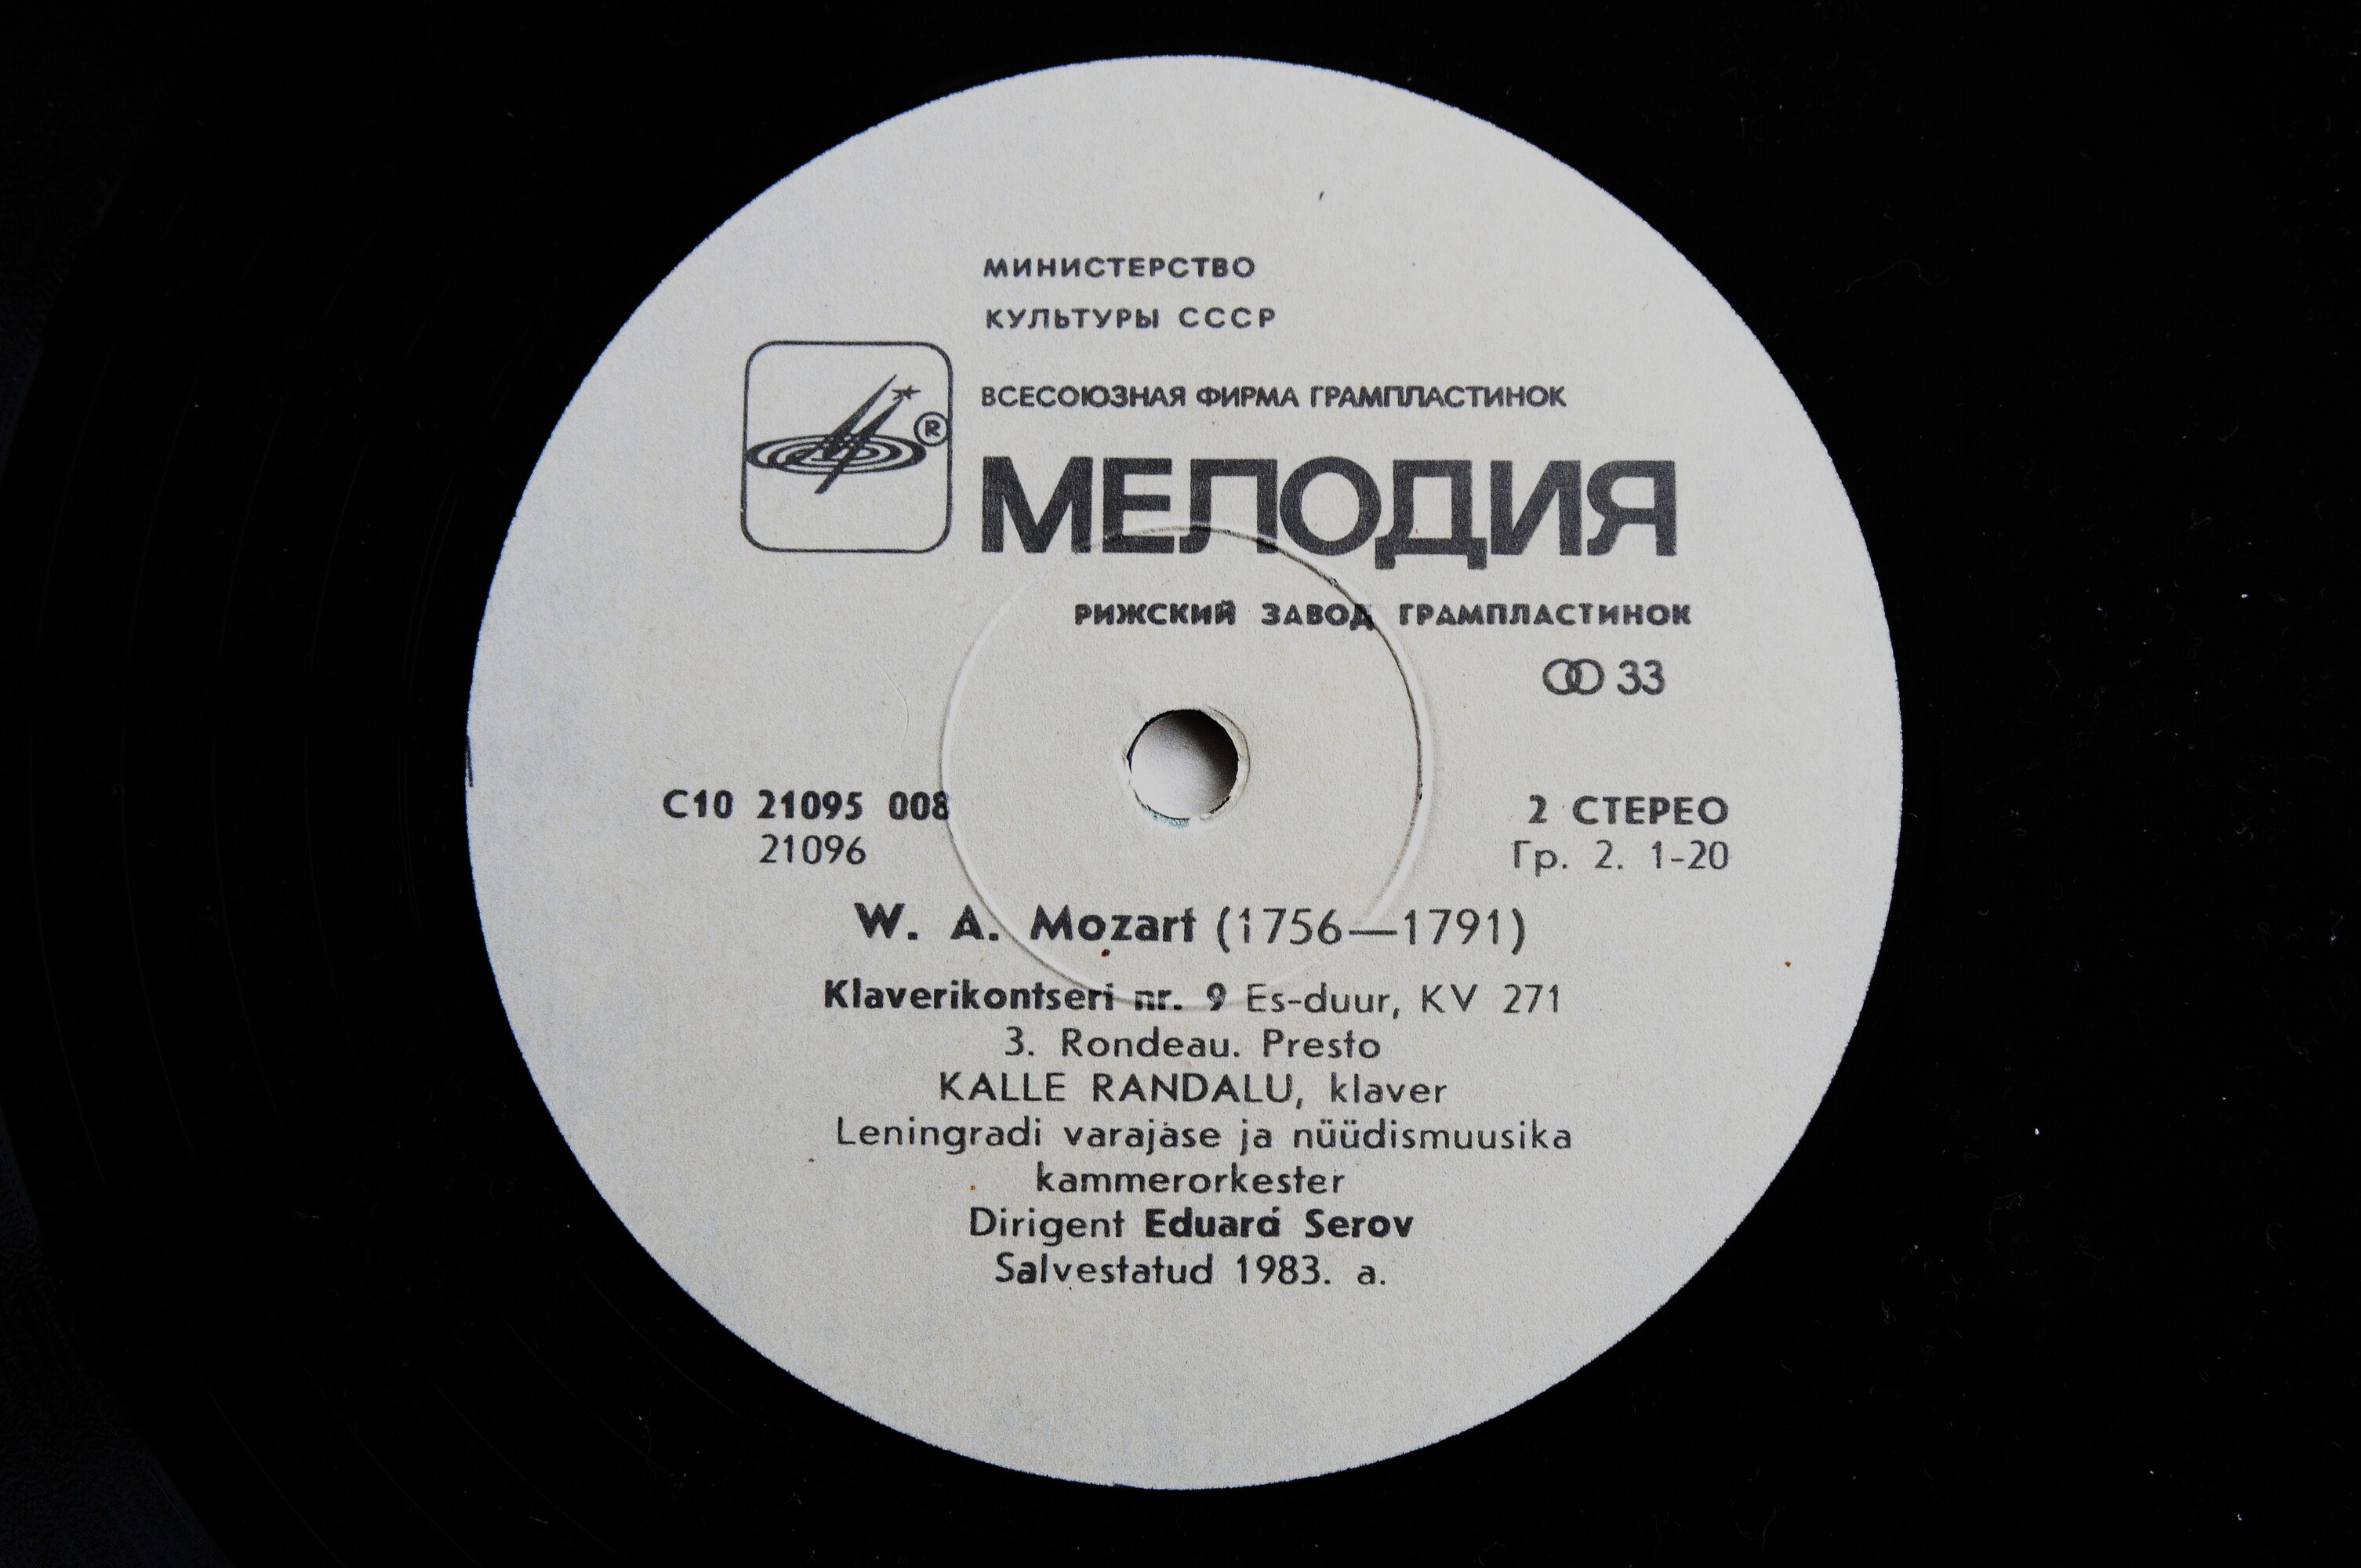 МИНИСТЕРСТВО
КУЛЬТУРЫ СССР
ВСЕСОЮЗНАЯ ФИРМА ГРАМПЛАСТИНОК
®
МЕЛОДИЯ
РИЖСКИЙ ЗАВОД ГРАМПЛАСТИНОК
33
С10 21095 008
2 СТЕРЕО
21096
Гр. 2. 1-20
W. A. Mozart (1756—1791)
Klaverikontsert nr. 9 Es-duur, KV 271
3. Rondeau. Presto
KALLE RANDALU, klaver
Leningradi varajase ja nüüdismuusika
kammerorkester
Dirigent Eduard Serov
Salvestatud 1983. a.